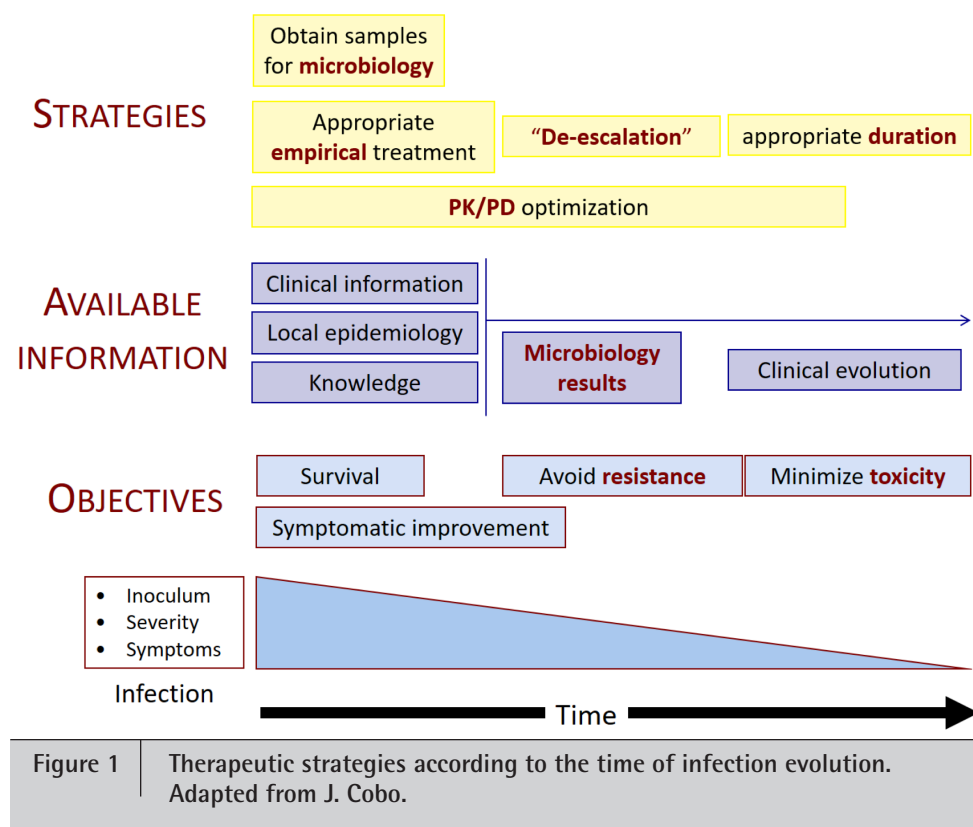 Obtain samples
for microbiology
STRATEGIES
Appropriate
empirical treatment
“De-escalation”
appropriate duration
PK/PD optimization
AVAILABLE
INFORMATION
Clinical information
Local epidemiology
Knowledge
Microbiology
results
Clinical evolution
OBJECTIVES
Survival
Avoid resistance
Minimize toxicity
Symptomatic improvement
• Inoculum
• Severity
• Symptoms
Infection
Time
Figure 1
Therapeutic strategies according to the time of infection evolution.
Adapted from J. Cobo.